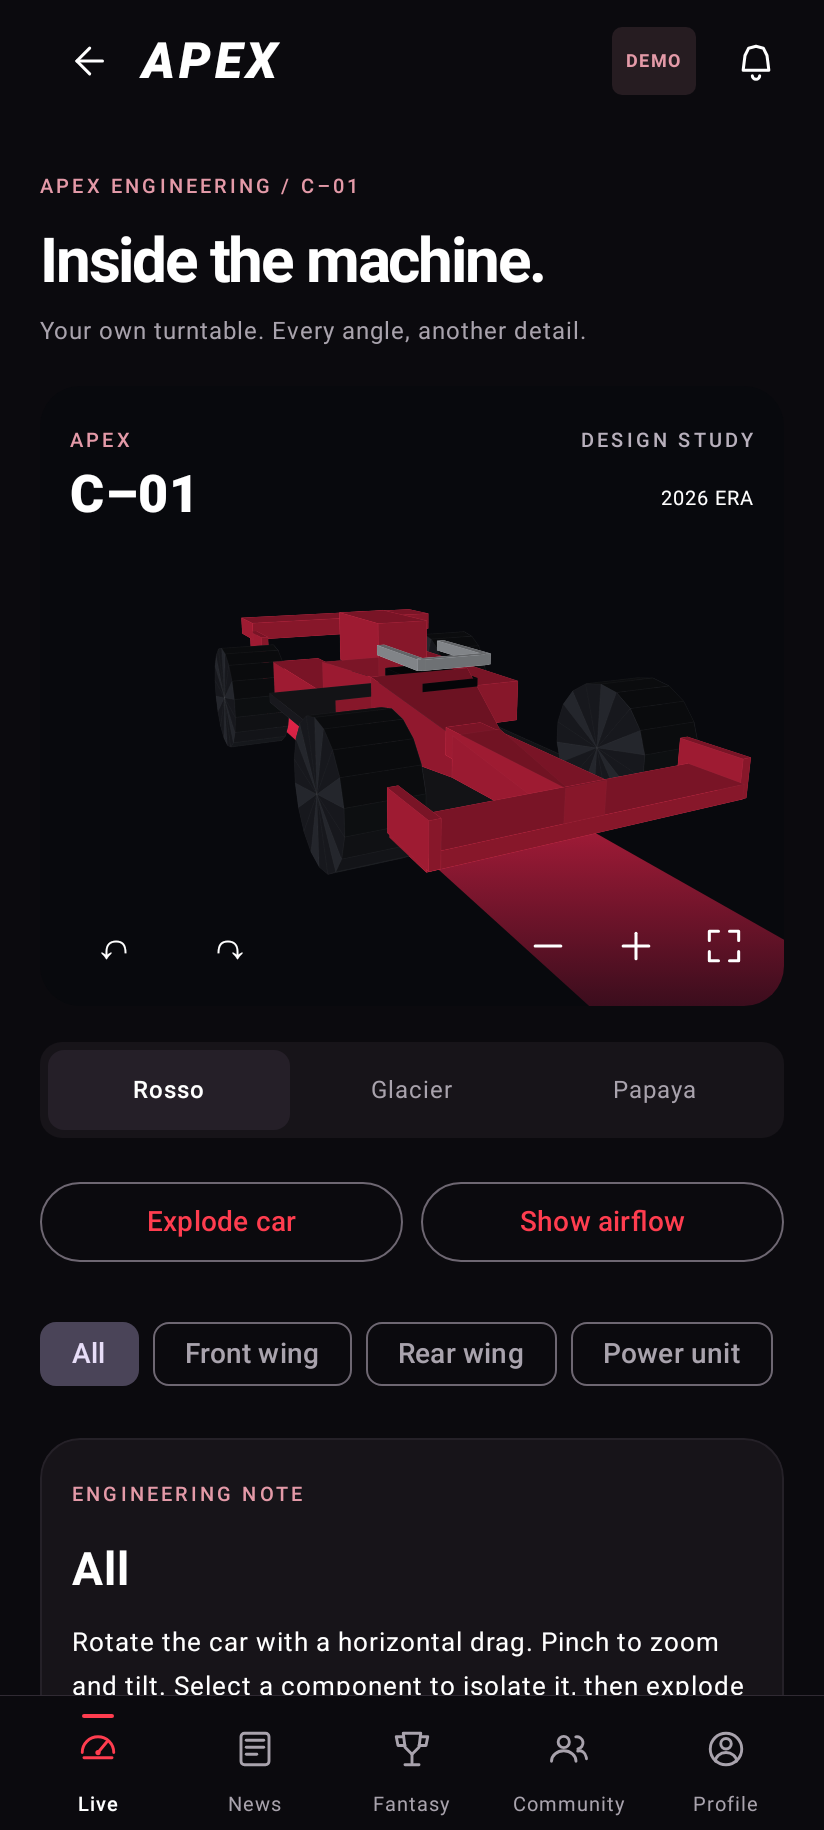 APEX
DEMO
APEX ENGINEERING / C–01
Inside the machine.
Your own turntable. Every angle, another detail.
APEX
DESIGN STUDY
C–01
2026 ERA
Rosso
Glacier
Papaya
Explode car
Show airflow
All
Front wing
Rear wing
Power unit
ENGINEERING NOTE
All
Rotate the car with a horizontal drag. Pinch to zoom
and tilt. Select a component to isolate it, then explode
Live
News
Fantasy
Community
Profile